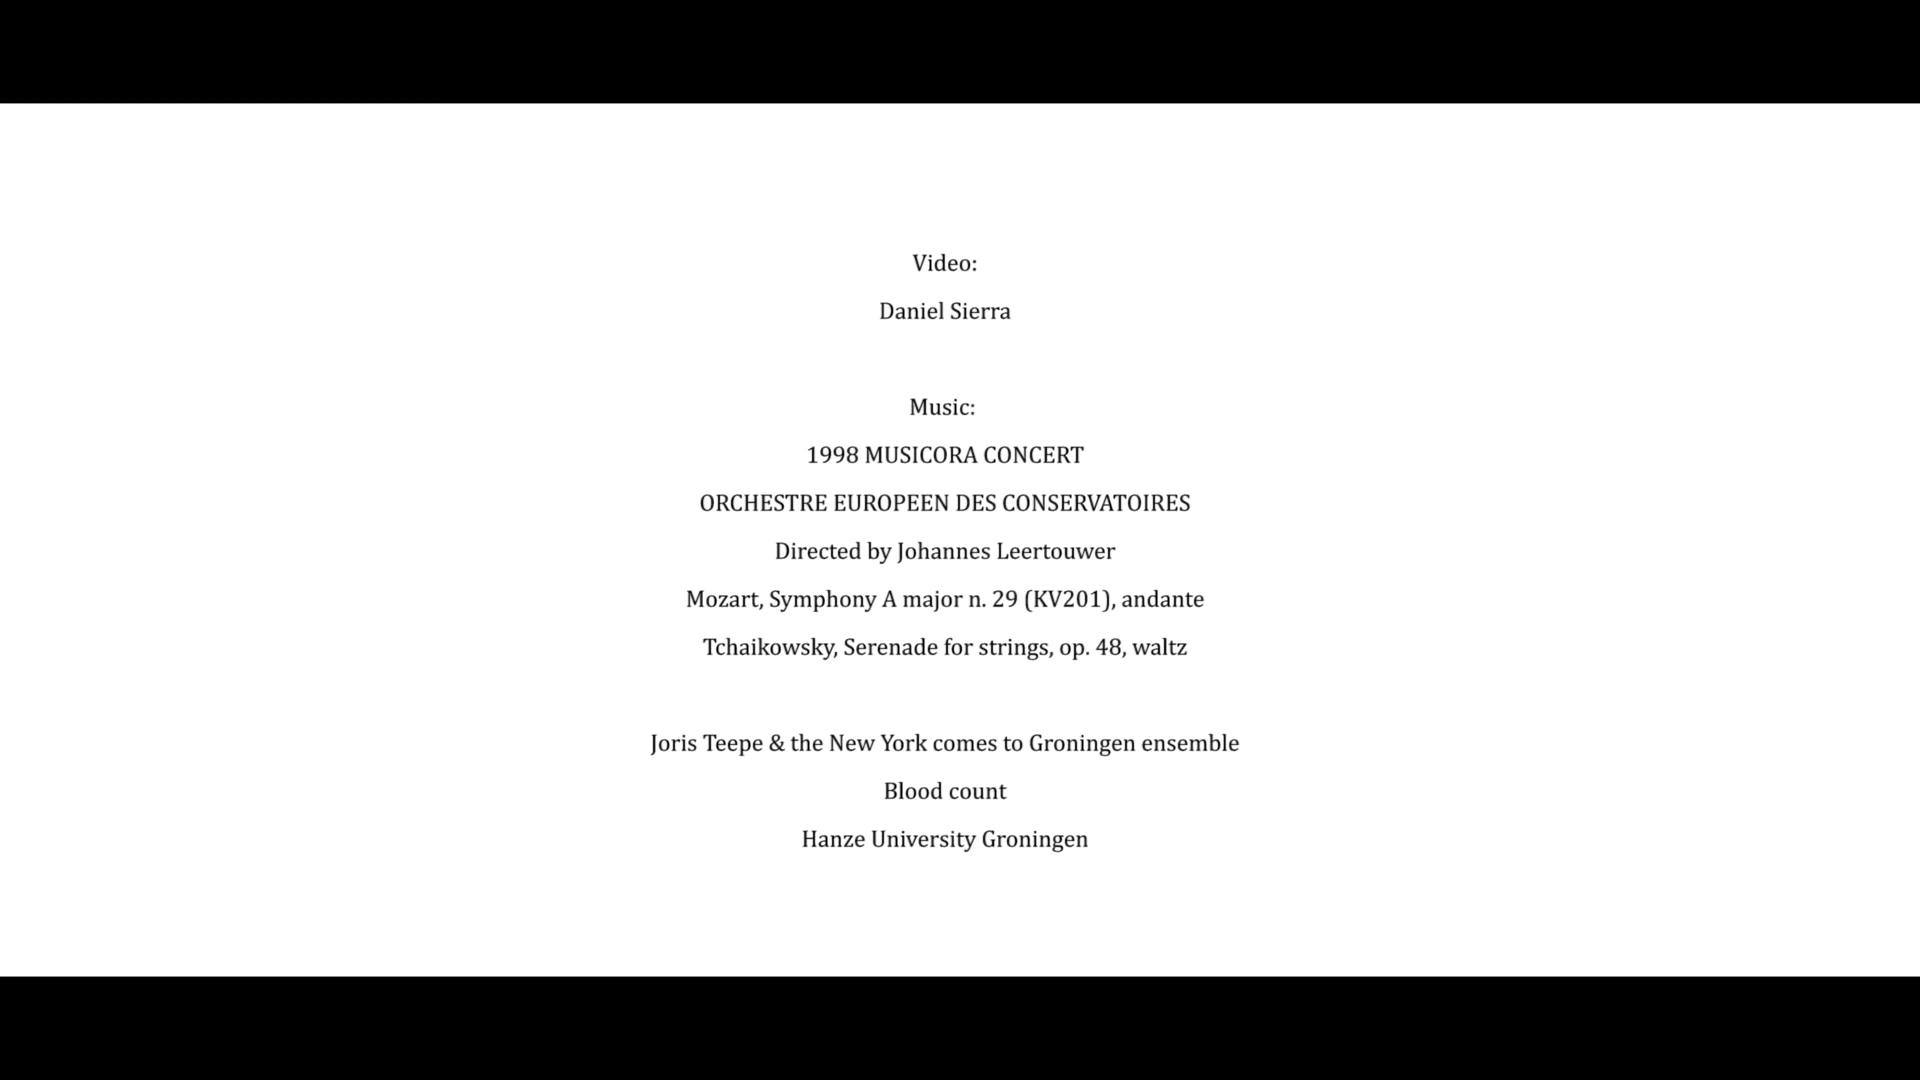 Video:
Daniel Sierra
Music:
1998 MUSICORA CONCERT
ORCHESTRE EUROPEEN DES CONSERVATOIRES
Directed by Johannes Leertouwer
Mozart, Symphony A major n. 29 (KV201), andante
Tchaikowsky, Serenade for strings, op. 48, waltz
Joris Teepe & the New York comes to Groningen ensemble
Blood count
Hanze University Groningen